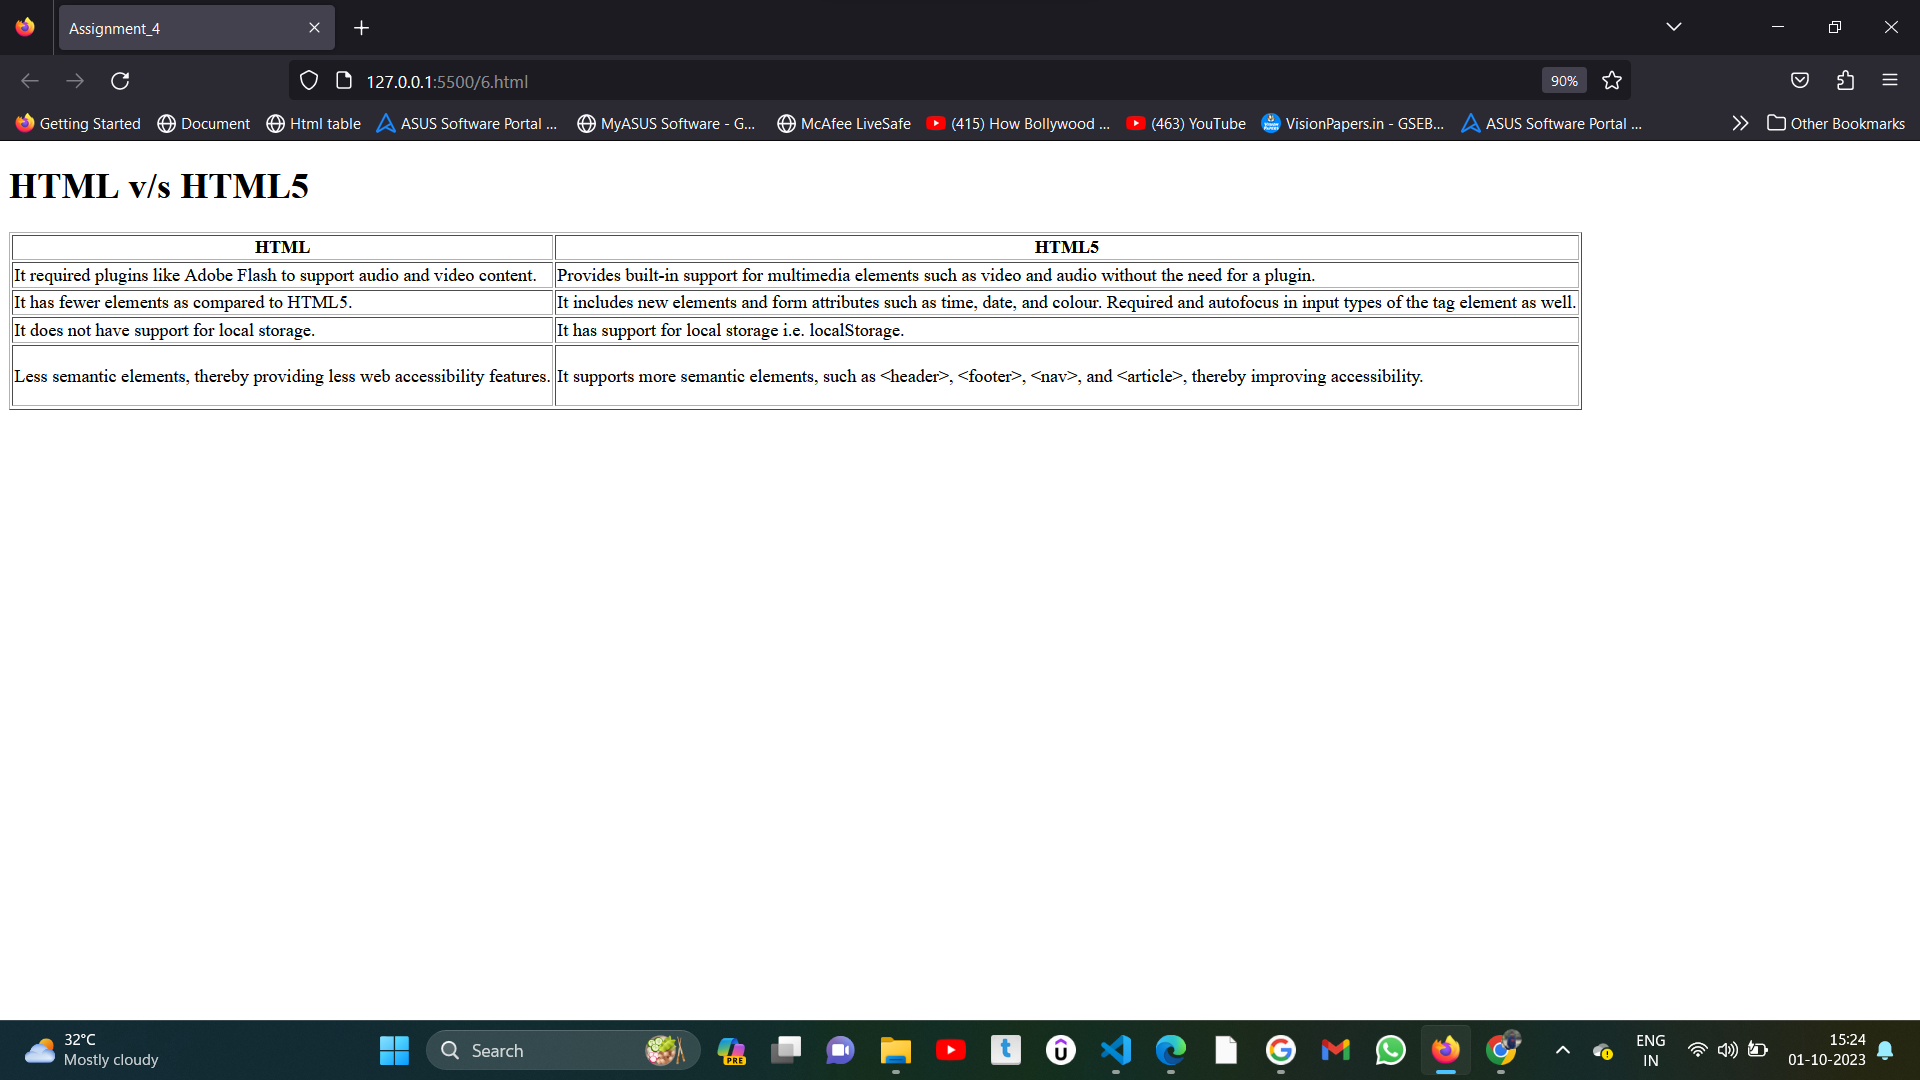 Assignment_4
127.0.0.1:5500/6.html
90%
Getting Started
Document
Html table
ASUS Software Portal ...
MyASUS Software - G...
McAfee LiveSafe
(415) How Bollywood ...
(463) YouTube
VisionPapers.in - GSEB...
ASUS Software Portal ...
Other Bookmarks
HTML v/s HTML5
HTML
HTML5
It required plugins like Adobe Flash to support audio and video content.
Provides built-in support for multimedia elements such as video and audio without the need for a plugin.
It has fewer elements as compared to HTML5.
It includes new elements and form attributes such as time, date, and colour. Required and autofocus in input types of the tag element as well.
It does not have support for local storage.
It has support for local storage i.e. localStorage.
Less semantic elements, thereby providing less web accessibility features.
It supports more semantic elements, such as <header>, <footer>, <nav>, and <article>, thereby improving accessibility.
32°C
Mostly cloudy
Search
PRE
ENG
IN
15:24
01-10-2023